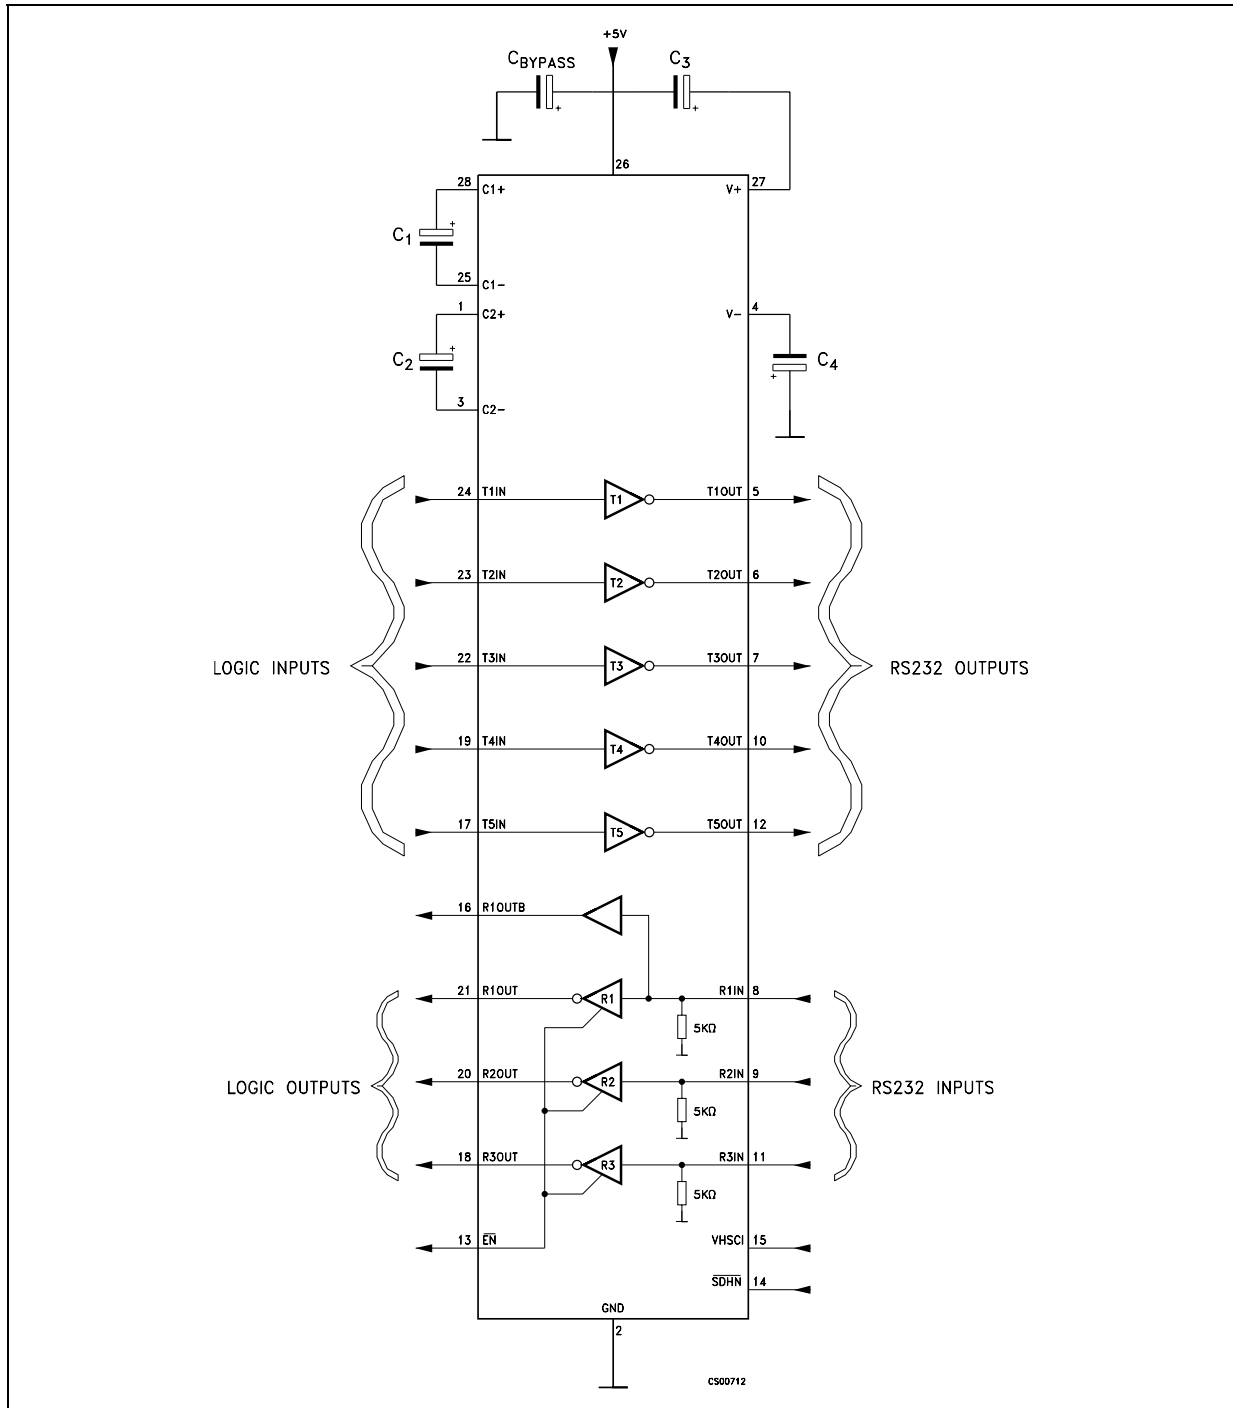 +5V
CBYPASS
C3
+
+
26
28 C1+
V+ 27
C1
+
25 C1-
1 C2+
V- 4
C2
+
C4
+
3 C2-
24 T1IN T1 T1OUT 5
23 T2IN T2 T2OUT 6
22 T3IN T3 T3OUT 7
LOGIC INPUTS
RS232 OUTPUTS
19 T4IN T4 T4OUT 10
17 T5IN T5 T5OUT 12
16 R1OUTB
21 R1OUT R1 R1IN 8
5KΩ
20 R2OUT R2 R2IN 9
LOGIC OUTPUTS
RS232 INPUTS
5KΩ
18 R3OUT R3 R3IN 11
5KΩ
13 EN
VHSCI 15
SDHN 14
GND
2
CS00712